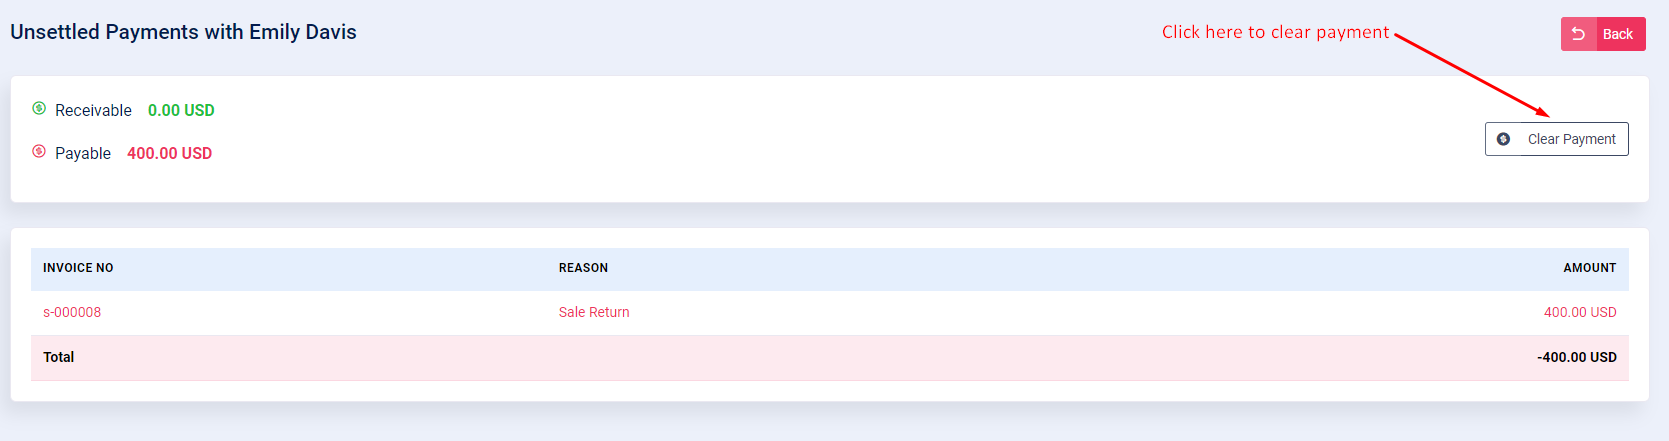 Unsettled Payments with Emily Davis
Click here to clear payment
Back
Receivable 0.00 USD
Payable 400.00 USD
Clear Payment
INVOICE NO REASON AMOUNT
s-000008 Sale Return 400.00 USD
Total -400.00 USD